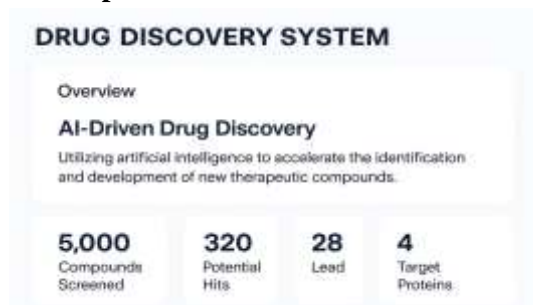 DRUG DISCOVERY SYSTEM
Overview
AI-Driven Drug Discovery
Utilizing artificial intelligence to accelerate the identification
and development of new therapeutic compounds.
5,000
Compounds
Screened
320
Potential
Hits
28
Lead
4
Target
Proteins